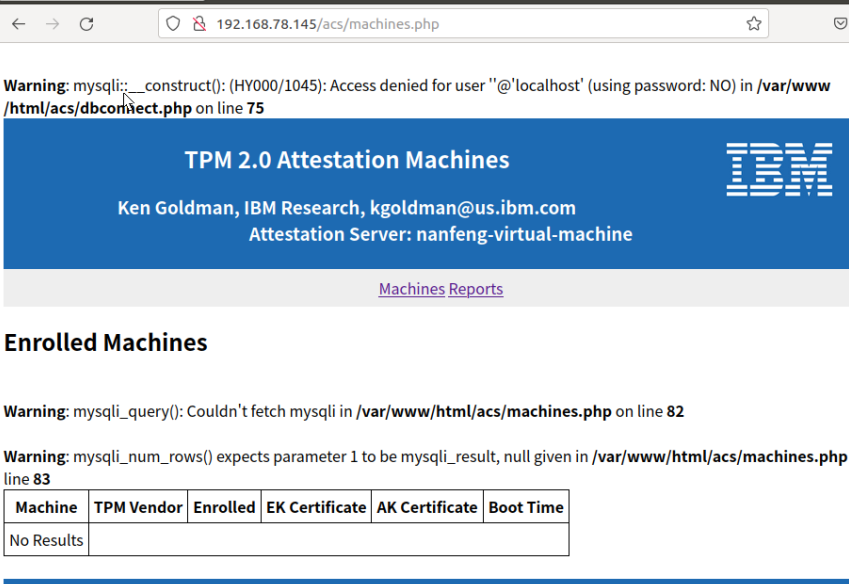 192.168.78.145/acs/machines.php
Warning: mysqli::__construct(): (HY000/1045): Access denied for user ''@'localhost' (using password: NO) in /var/www
/html/acs/dbconnect.php on line 75
TPM 2.0 Attestation Machines
IBM
Ken Goldman, IBM Research, kgoldman@us.ibm.com
Attestation Server: nanfeng-virtual-machine
Machines Reports
Enrolled Machines
Warning: mysqli_query(): Couldn't fetch mysqli in /var/www/html/acs/machines.php on line 82
Warning: mysqli_num_rows() expects parameter 1 to be mysqli_result, null given in /var/www/html/acs/machines.php
line 83
Machine TPM Vendor Enrolled EK Certificate AK Certificate Boot Time
No Results